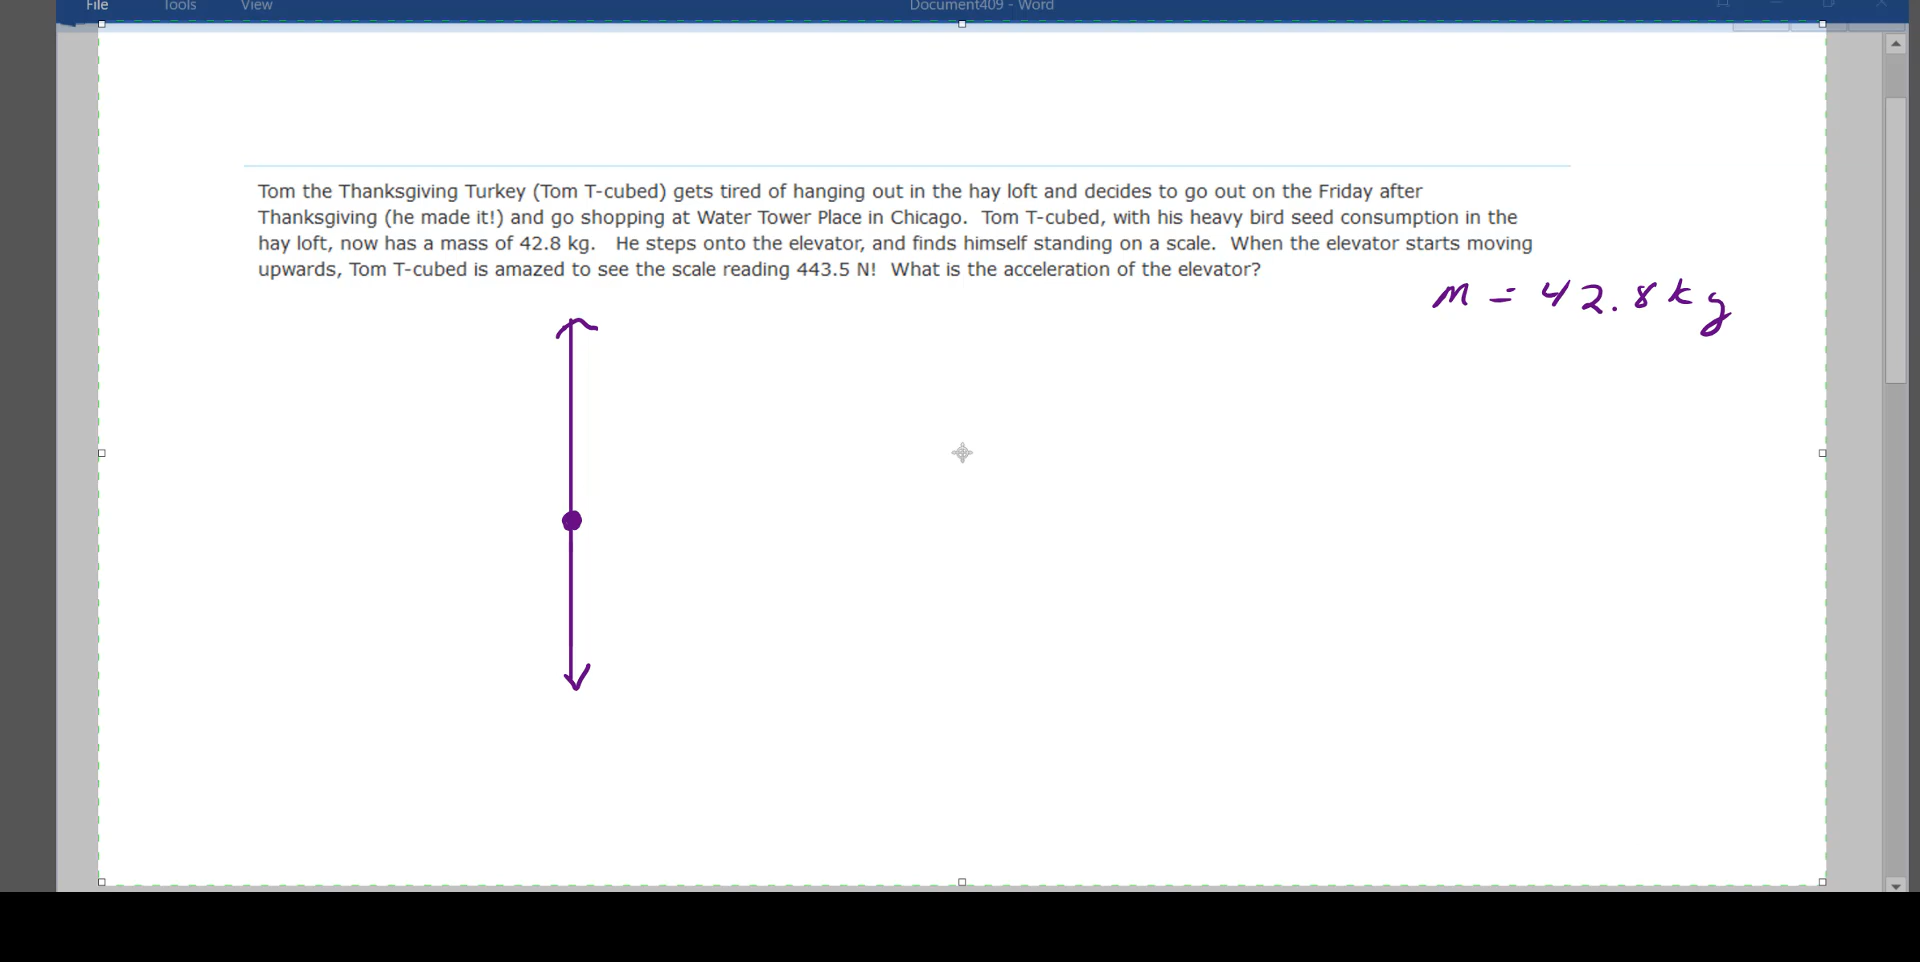 File Tools View Document409 - Word
Tom the Thanksgiving Turkey (Tom T-cubed) gets tired of hanging out in the hay loft and decides to go out on the Friday after
Thanksgiving (he made it!) and go shopping at Water Tower Place in Chicago. Tom T-cubed, with his heavy bird seed consumption in the
hay loft, now has a mass of 42.8 kg. He steps onto the elevator, and finds himself standing on a scale. When the elevator starts moving
upwards, Tom T-cubed is amazed to see the scale reading 443.5 N! What is the acceleration of the elevator?
m = 42.8 kg